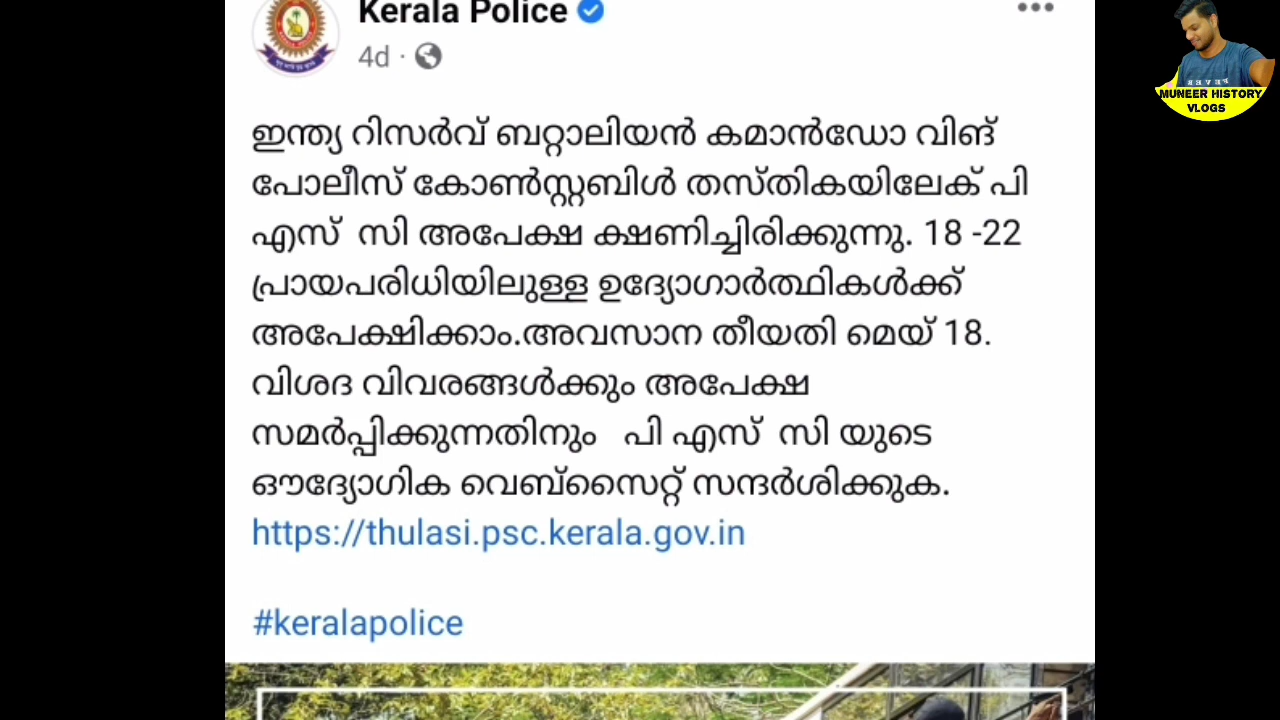 Kerala Police
4d ·
ഇന്ത്യ റിസർവ് ബറ്റാലിയൻ കമാൻഡോ വിങ്
പോലീസ് കോൺസ്റ്റബിൾ തസ്തികയിലേക് പി
എസ് സി അപേക്ഷ ക്ഷണിച്ചിരിക്കുന്നു. 18 -22
പ്രായപരിധിയിലുള്ള ഉദ്യോഗാർത്ഥികൾക്ക്
അപേക്ഷിക്കാം.അവസാന തീയതി മെയ് 18.
വിശദ വിവരങ്ങൾക്കും അപേക്ഷ
സമർപ്പിക്കുന്നതിനും പി എസ് സി യുടെ
ഔദ്യോഗിക വെബ്സൈറ്റ് സന്ദർശിക്കുക.
https://thulasi.psc.kerala.gov.in
#keralapolice
MUNEER HISTORY
VLOGS